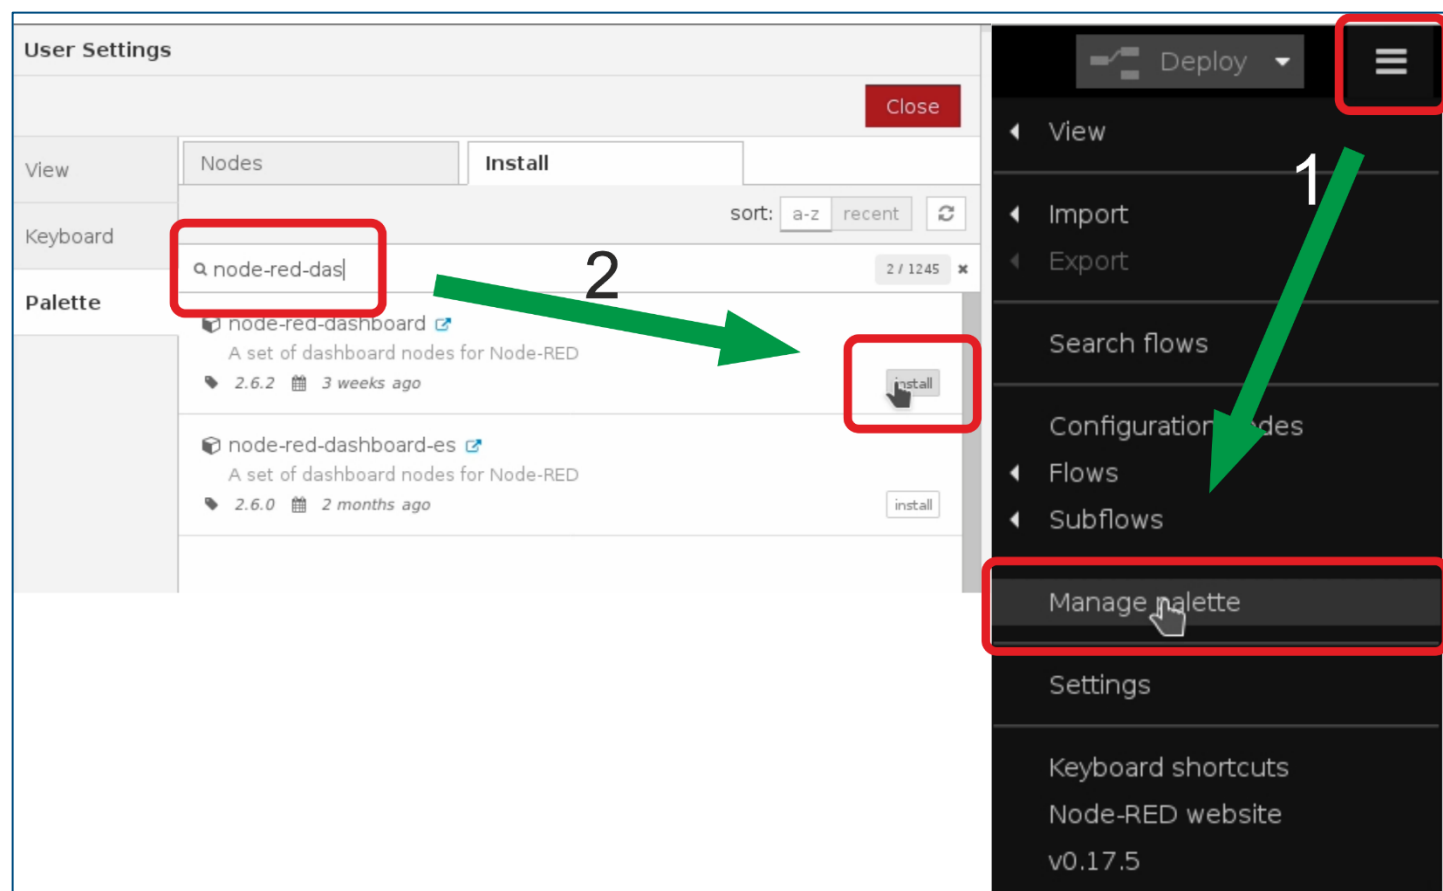 User Settings
Close
View
Keyboard
Palette
Nodes
Install
sort: a-z recent
node-red-das
2 / 1245
2
node-red-dashboard
A set of dashboard nodes for Node-RED
2.6.2 3 weeks ago
install
node-red-dashboard-es
A set of dashboard nodes for Node-RED
2.6.0 2 months ago
install
Deploy
1
View
Import
Export
Search flows
Configuration nodes
Flows
Subflows
Manage palette
Settings
Keyboard shortcuts
Node-RED website
v0.17.5